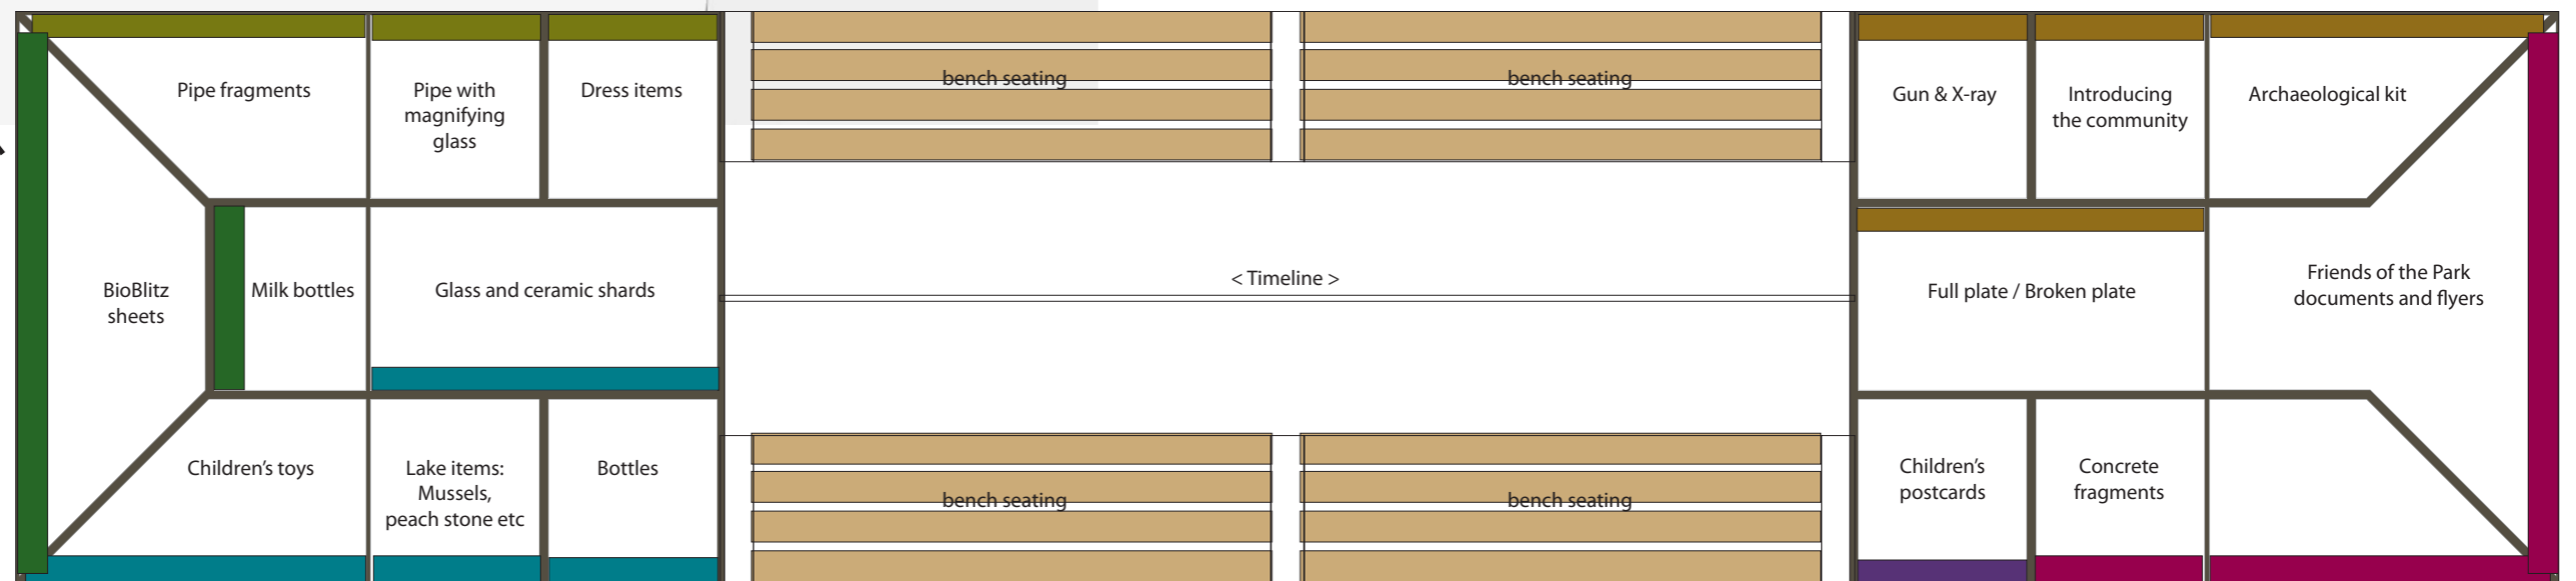 Pipe fragments
Pipe with
magnifying
glass
Dress items
bench seating
bench seating
Gun & X-ray
Introducing
the community
Archaeological kit
BioBlitz
sheets
Milk bottles
Glass and ceramic shards
< Timeline >
Full plate / Broken plate
Friends of the Park
documents and flyers
Children’s toys
Lake items:
Mussels,
peach stone etc
Bottles
bench seating
bench seating
Children’s
postcards
Concrete
fragments